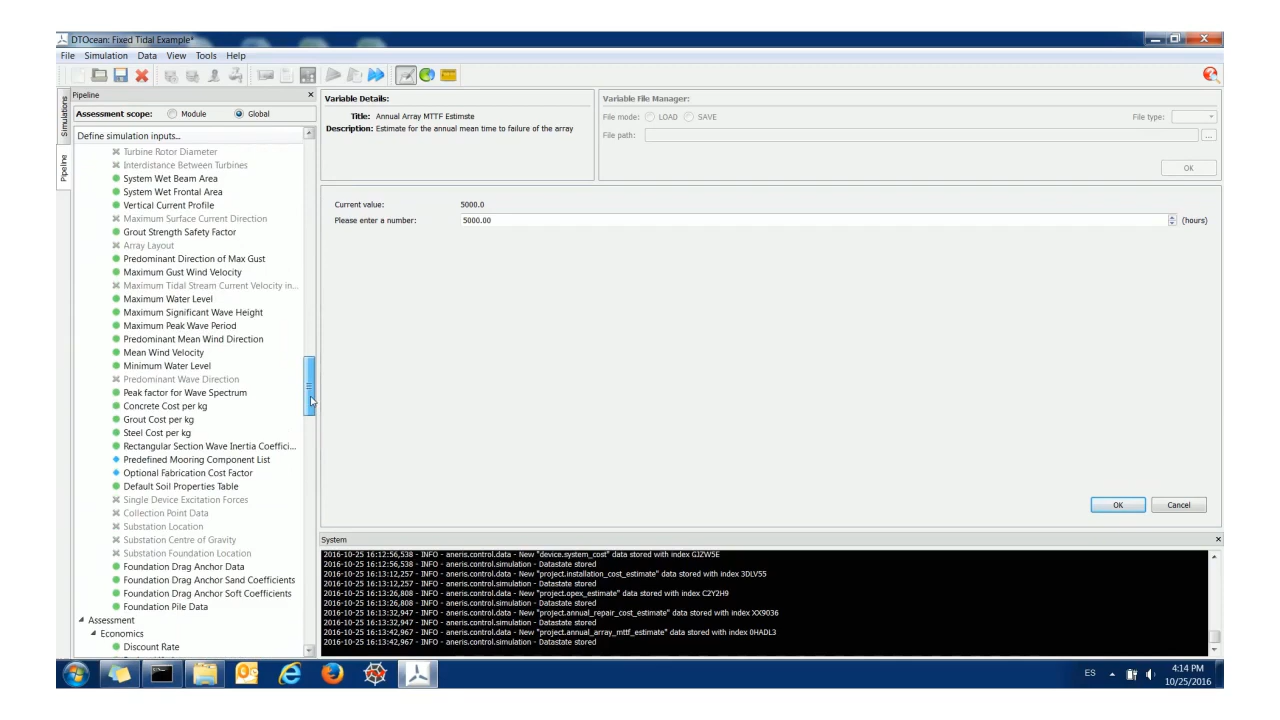 DTOcean: Fixed Tidal Example*
File Simulation Data View Tools Help
Simulations
Pipeline
Pipeline ×
Assessment scope: Module Global
Define simulation inputs...
Turbine Rotor Diameter
Interdistance Between Turbines
System Wet Beam Area
System Wet Frontal Area
Vertical Current Profile
Maximum Surface Current Direction
Grout Strength Safety Factor
Array Layout
Predominant Direction of Max Gust
Maximum Gust Wind Velocity
Maximum Tidal Stream Current Velocity in...
Maximum Water Level
Maximum Significant Wave Height
Maximum Peak Wave Period
Predominant Mean Wind Direction
Mean Wind Velocity
Minimum Water Level
Predominant Wave Direction
Peak factor for Wave Spectrum
Concrete Cost per kg
Grout Cost per kg
Steel Cost per kg
Rectangular Section Wave Inertia Coeffici...
Predefined Mooring Component List
Optional Fabrication Cost Factor
Default Soil Properties Table
Single Device Excitation Forces
Collection Point Data
Substation Location
Substation Centre of Gravity
Substation Foundation Location
Foundation Drag Anchor Data
Foundation Drag Anchor Sand Coefficients
Foundation Drag Anchor Soft Coefficients
Foundation Pile Data
Assessment
Economics
Discount Rate
Variable Details:
Title: Annual Array MTTF Estimste
Description: Estimate for the annual mean time to failure of the array
Variable File Manager:
File mode: LOAD SAVE File type:
File path: ...
OK
Current value: 5000.0
Please enter a number: 5000.00 (hours)
OK Cancel
System ×
2016-10-25 16:12:56,538 - INFO - aneris.control.data - New "device.system_cost" data stored with index GJZW5E
2016-10-25 16:12:56,538 - INFO - aneris.control.simulation - Datastate stored
2016-10-25 16:13:12,257 - INFO - aneris.control.data - New "project.installation_cost_estimate" data stored with index 3DLV55
2016-10-25 16:13:12,257 - INFO - aneris.control.simulation - Datastate stored
2016-10-25 16:13:26,808 - INFO - aneris.control.data - New "project.opex_estimate" data stored with index C2Y2H9
2016-10-25 16:13:26,808 - INFO - aneris.control.simulation - Datastate stored
2016-10-25 16:13:32,947 - INFO - aneris.control.data - New "project.annual_repair_cost_estimate" data stored with index XX9036
2016-10-25 16:13:32,947 - INFO - aneris.control.simulation - Datastate stored
2016-10-25 16:13:42,967 - INFO - aneris.control.data - New "project.annual_array_mttf_estimate" data stored with index 0HADL3
2016-10-25 16:13:42,967 - INFO - aneris.control.simulation - Datastate stored
ES 4:14 PM
10/25/2016